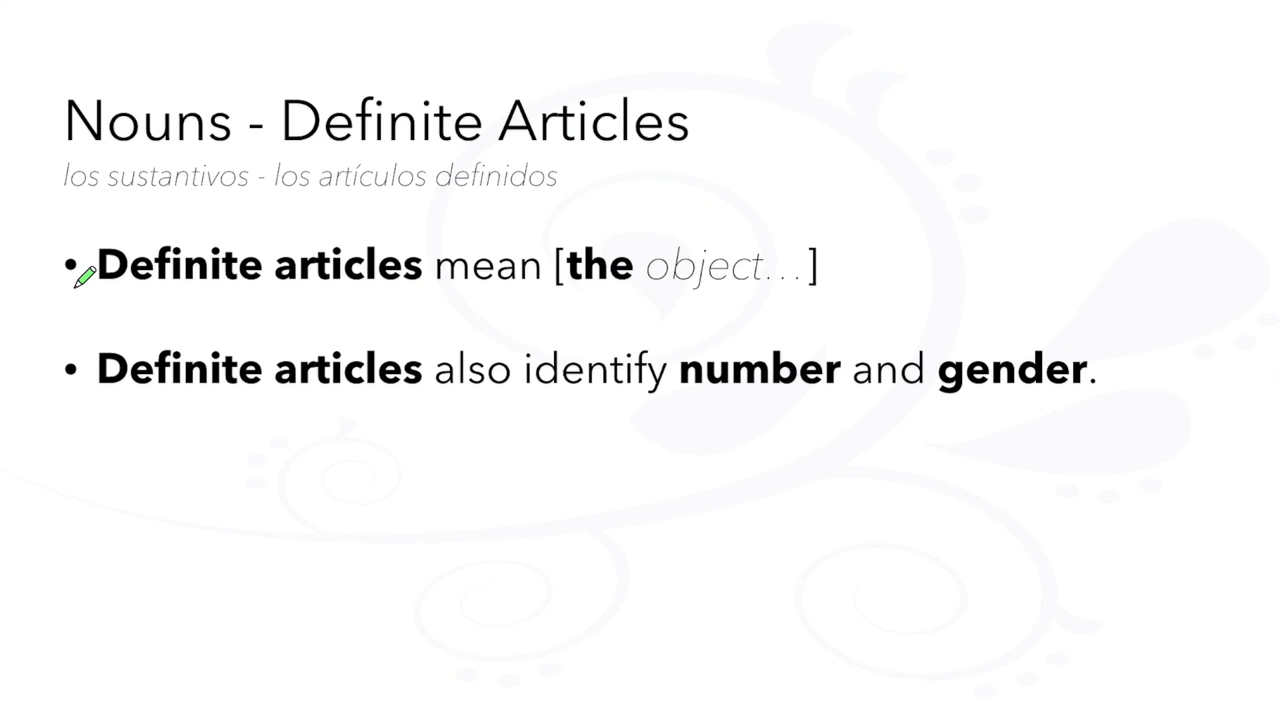 Nouns - Definite Articles
los sustantivos - los artículos definidos
• Definite articles mean [the object...]
• Definite articles also identify number and gender.